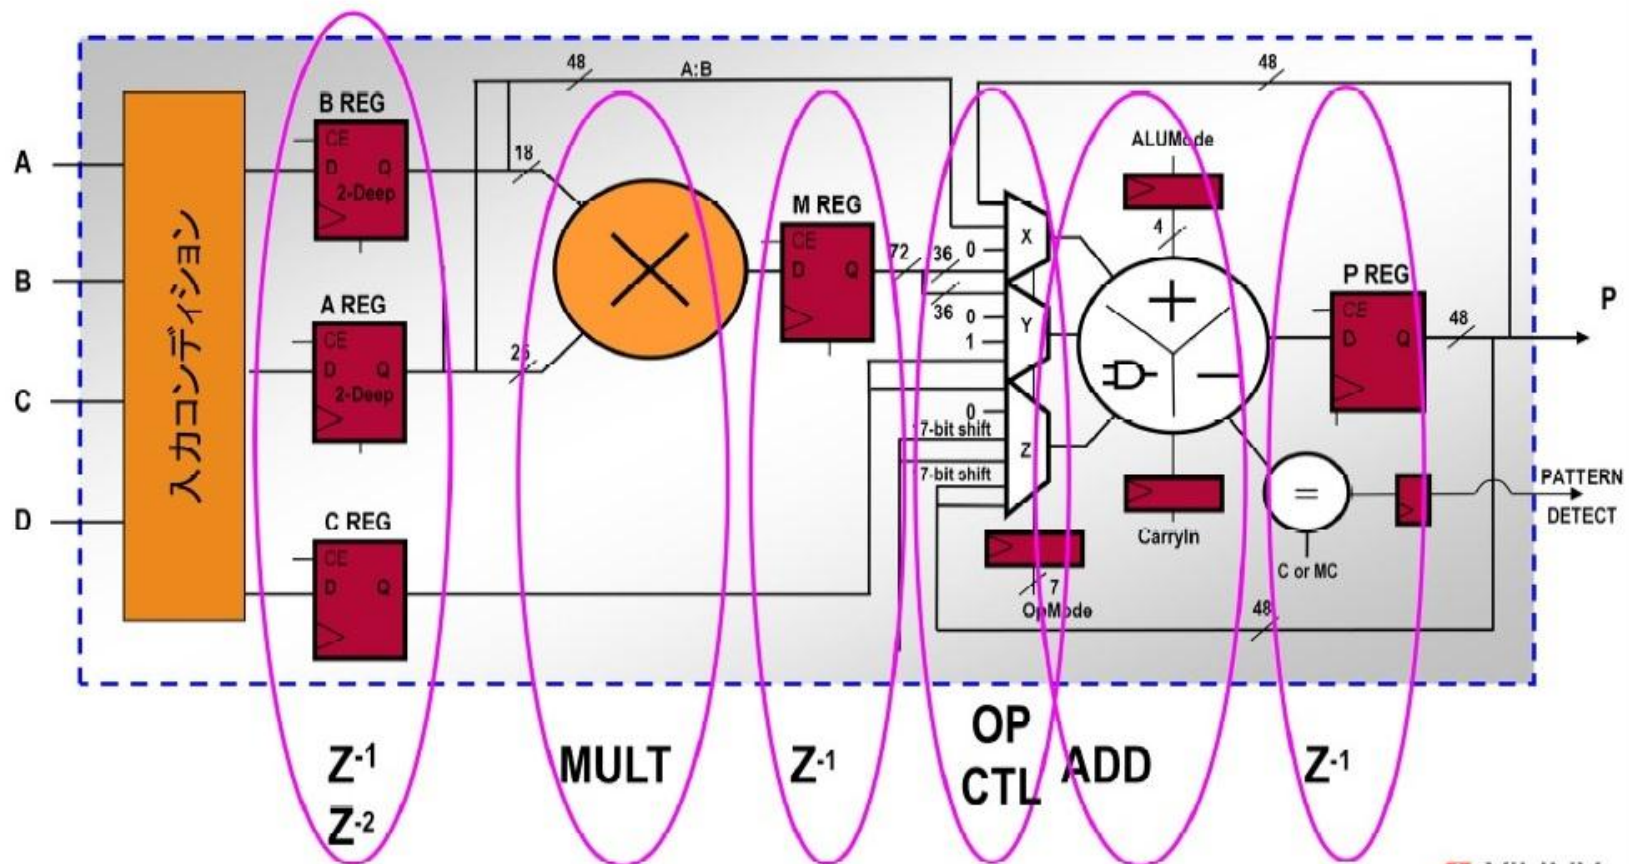 48
A:B
48
B REG
CE
D Q
2-Deep
18
ALUMode
4
A
M REG
CE
D Q
72
36
0
X
B
A REG
CE
D Q
2-Deep
36
0
1
Y
P REG
CE
D Q
48
P
25
C
0
7-bit shift
7-bit shift
Z
入力コンディション
=
PATTERN
DETECT
D
C REG
CE
D Q
CarryIn
C or MC
7
OpMode
48
Z-1
Z-2
MULT
Z-1
OP
CTL
ADD
Z-1